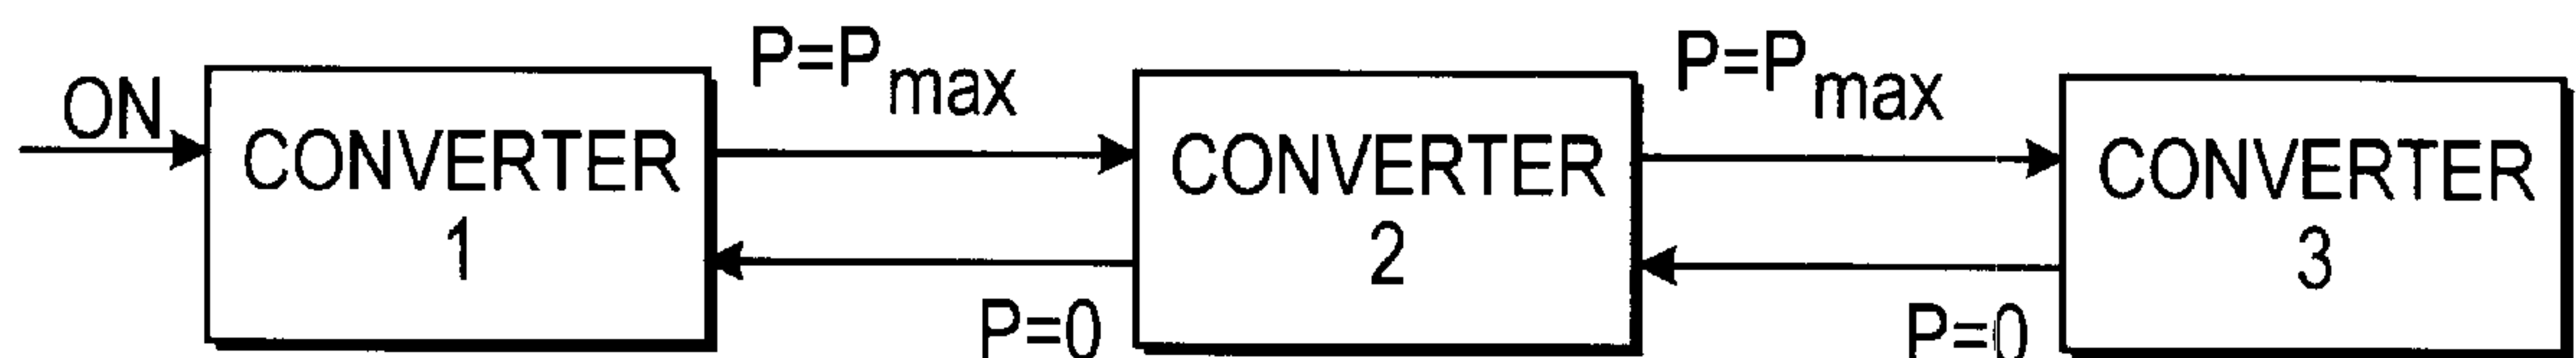 ON
CONVERTER
1
P=Pmax
P=0
CONVERTER
2
P=Pmax
P=0
CONVERTER
3